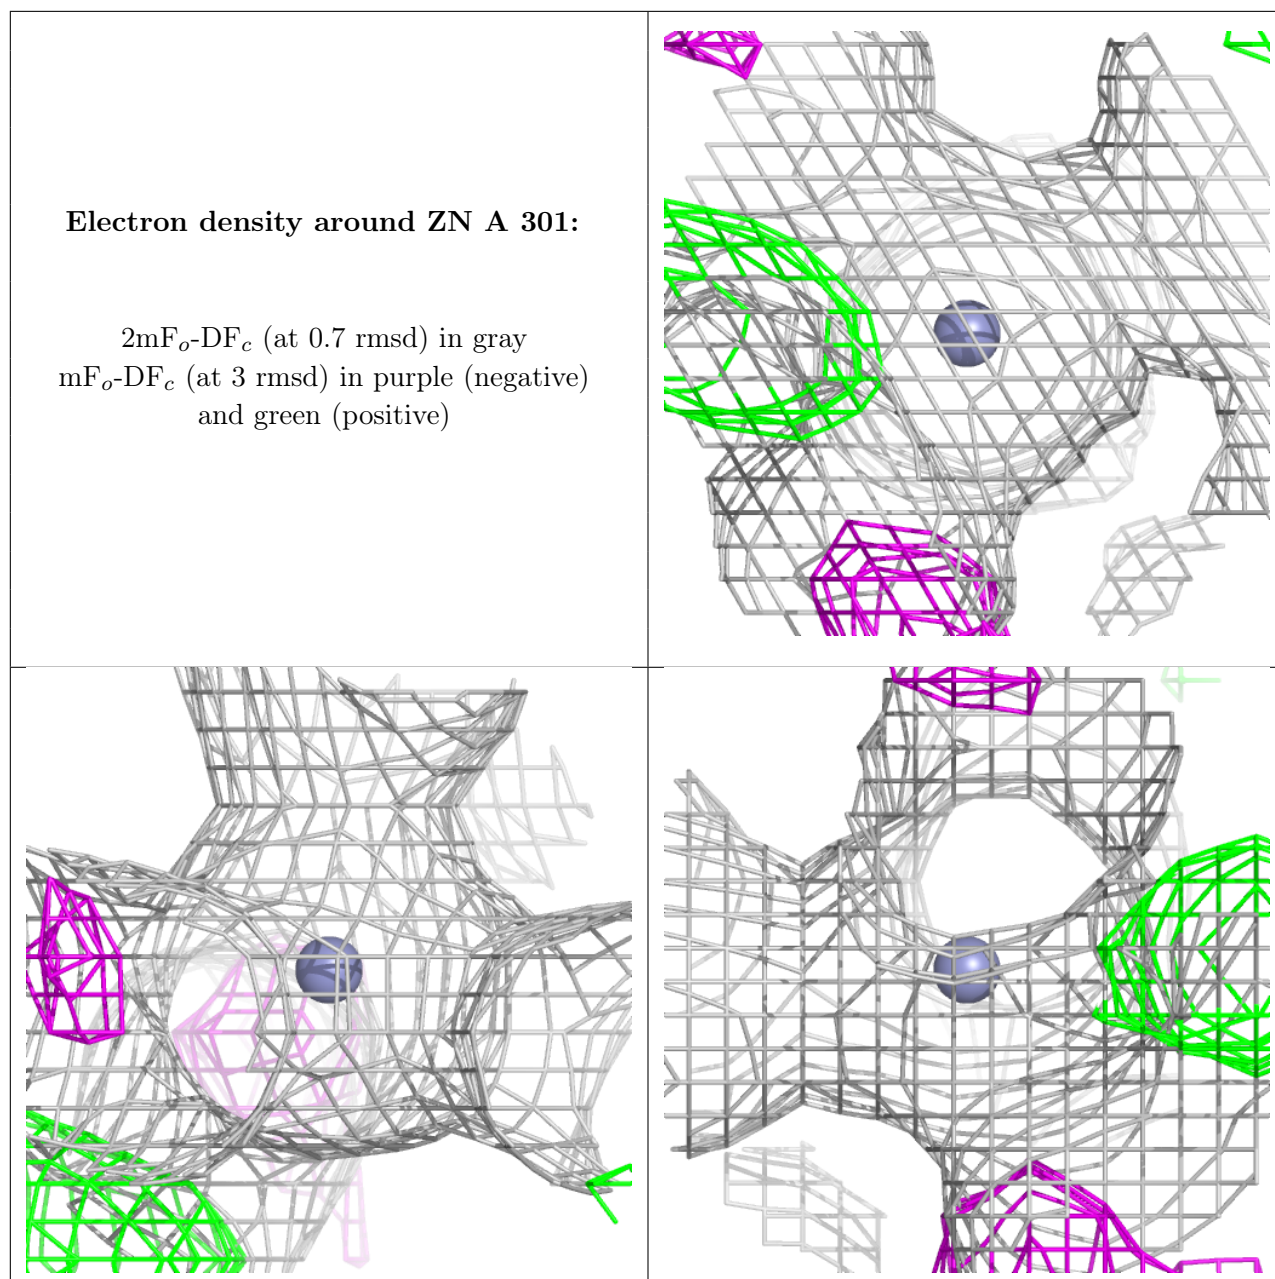 Electron density around ZN A 301:
2mFo-DFc (at 0.7 rmsd) in gray
mFo-DFc (at 3 rmsd) in purple (negative)
and green (positive)